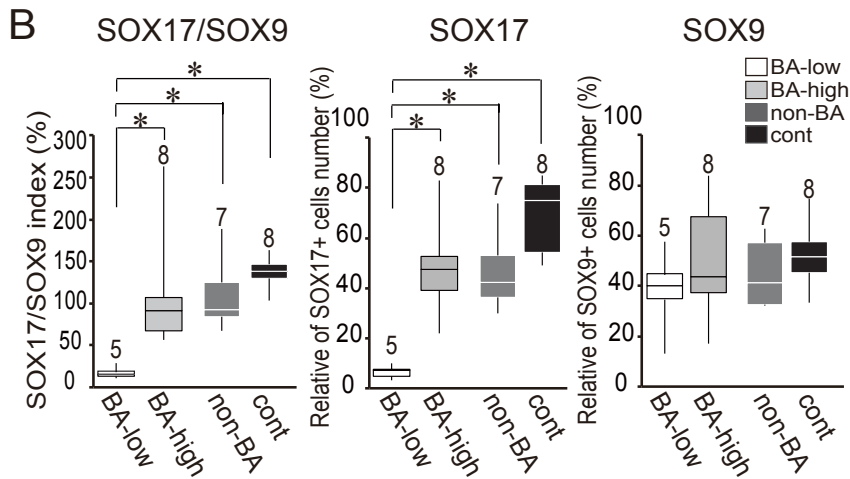 B
SOX17/SOX9
SOX17/SOX9 index (%)
300
250
200
150
100
50
0
*
*
*
5
8
7
8
BA-low
BA-high
non-BA
cont
SOX17
Relative of SOX17+ cells number (%)
100
80
60
40
20
0
*
*
*
5
8
7
8
BA-low
BA-high
non-BA
cont
SOX9
Relative of SOX9+ cells number (%)
100
80
60
40
20
0
5
8
7
8
BA-low
BA-high
non-BA
cont
BA-low
BA-high
non-BA
cont